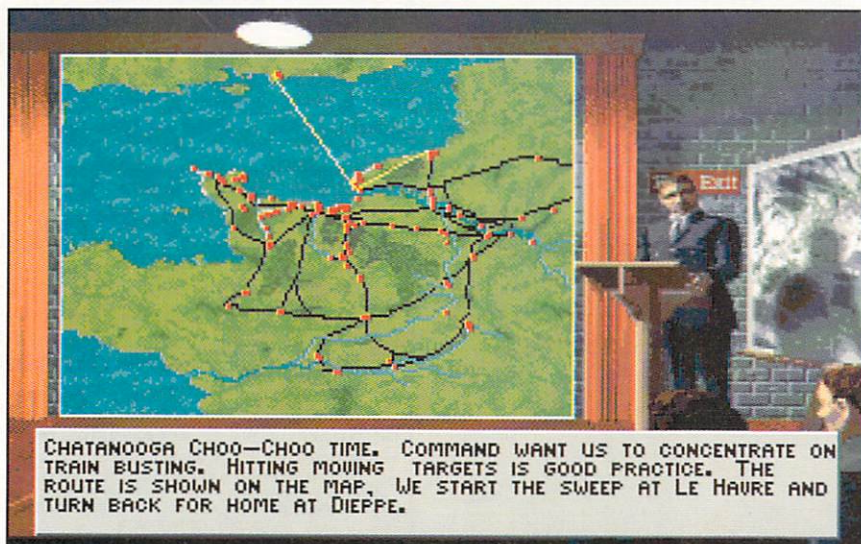 Exit
CHATANOOGA CHOO-CHOO TIME. COMMAND WANT US TO CONCENTRATE ON
TRAIN BUSTING. HITTING MOVING TARGETS IS GOOD PRACTICE. THE
ROUTE IS SHOWN ON THE MAP, WE START THE SWEEP AT LE HAVRE AND
TURN BACK FOR HOME AT DIEPPE.